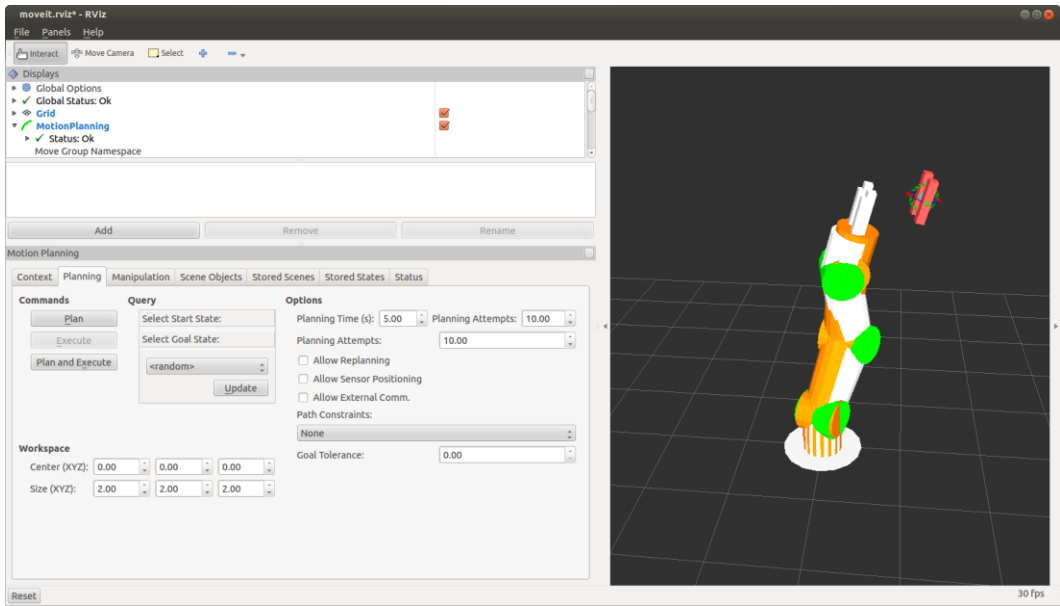 moveit.rviz* - RViz
File Panels Help
Interact Move Camera Select
Displays
Global Options
Global Status: Ok
Grid
MotionPlanning
Status: Ok
Move Group Namespace
Add Remove Rename
Motion Planning
Context Planning Manipulation Scene Objects Stored Scenes Stored States Status
Commands Query Options
Plan Select Start State: Planning Time (s): 5.00 Planning Attempts: 10.00
Execute Select Goal State: Planning Attempts: 10.00
Plan and Execute <random> Allow Replanning
Allow Sensor Positioning
Update
Allow External Comm.
Path Constraints:
None
Workspace Goal Tolerance: 0.00
Center (XYZ): 0.00 0.00 0.00
Size (XYZ): 2.00 2.00 2.00
Reset 30 fps